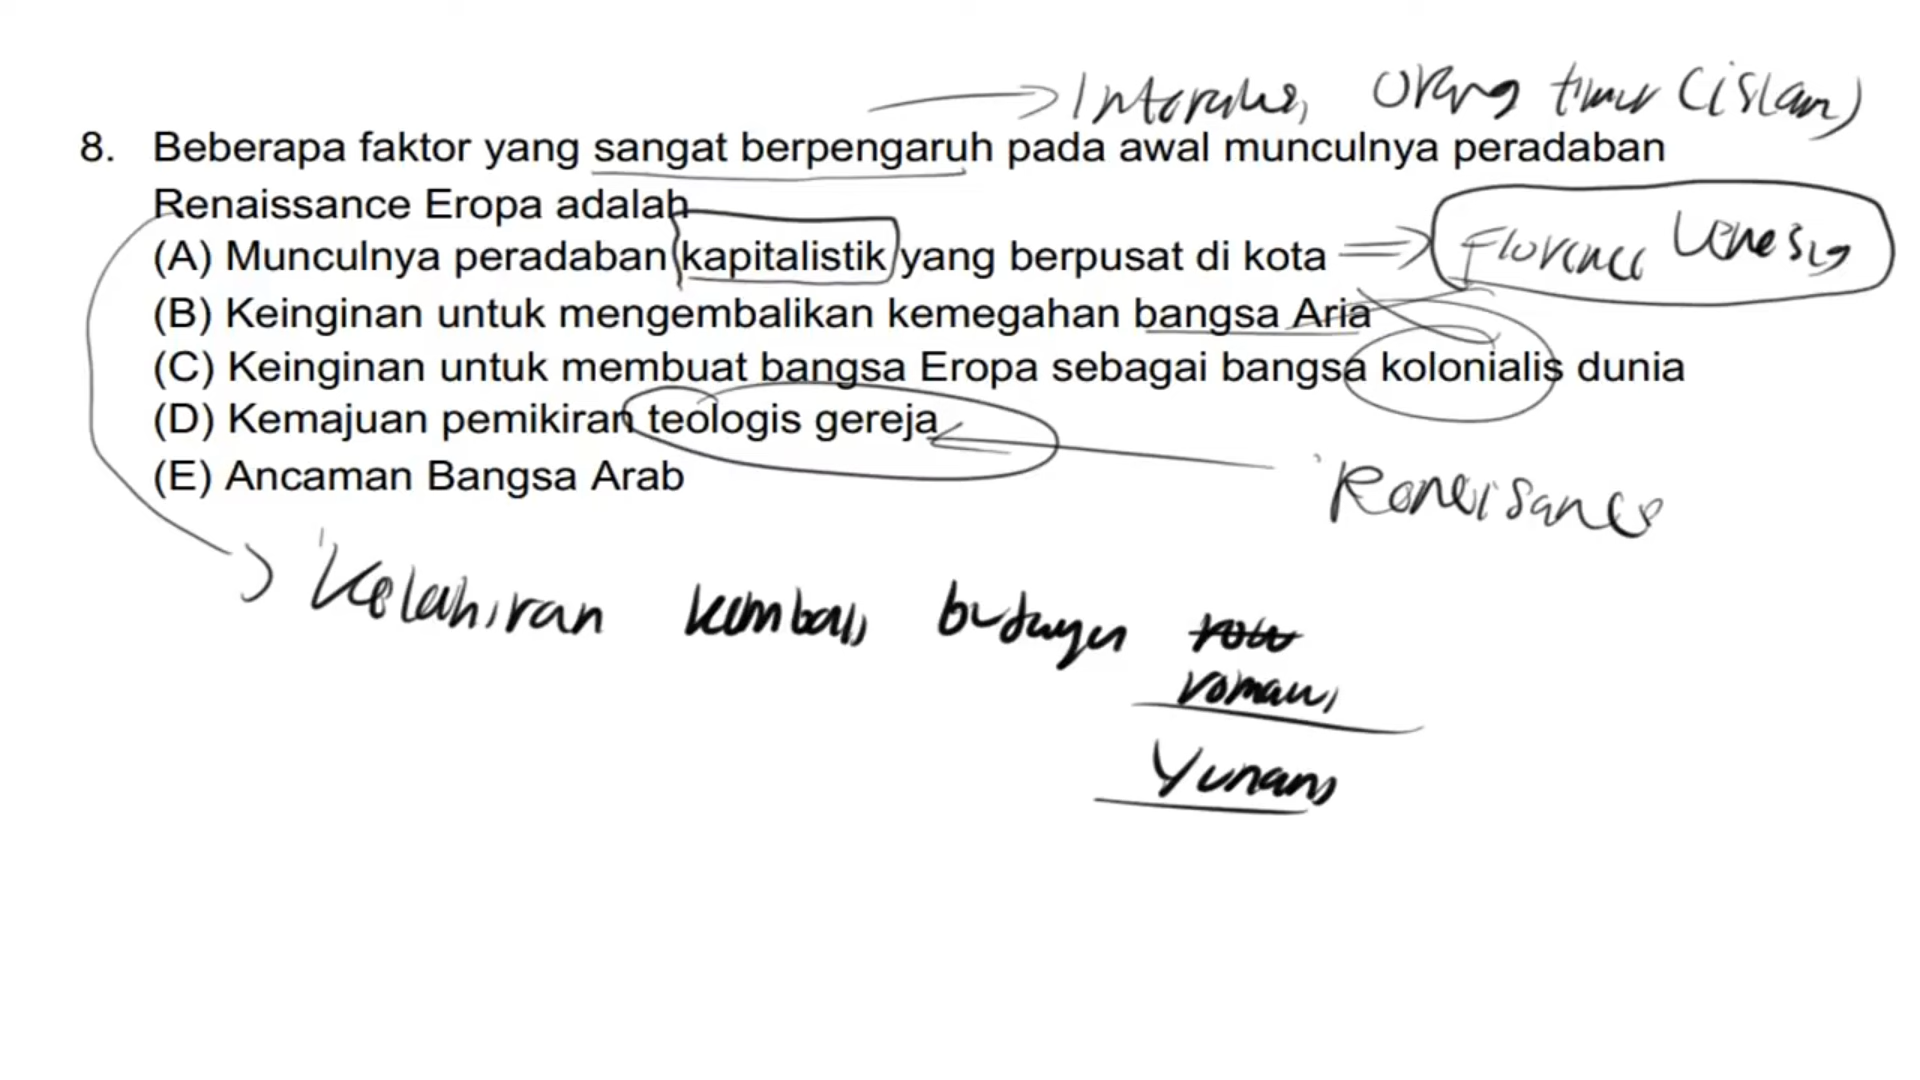 Interaksi, orang timur (islam)
8. Beberapa faktor yang sangat berpengaruh pada awal munculnya peradaban
Renaissance Eropa adalah
(A) Munculnya peradaban kapitalistik yang berpusat di kota ⇒ Florence Venesia
(B) Keinginan untuk mengembalikan kemegahan bangsa Aria
(C) Keinginan untuk membuat bangsa Eropa sebagai bangsa kolonialis dunia
(D) Kemajuan pemikiran teologis gereja
(E) Ancaman Bangsa Arab
Renaisance
Kelahiran kembali budaya
romawi
Yunani